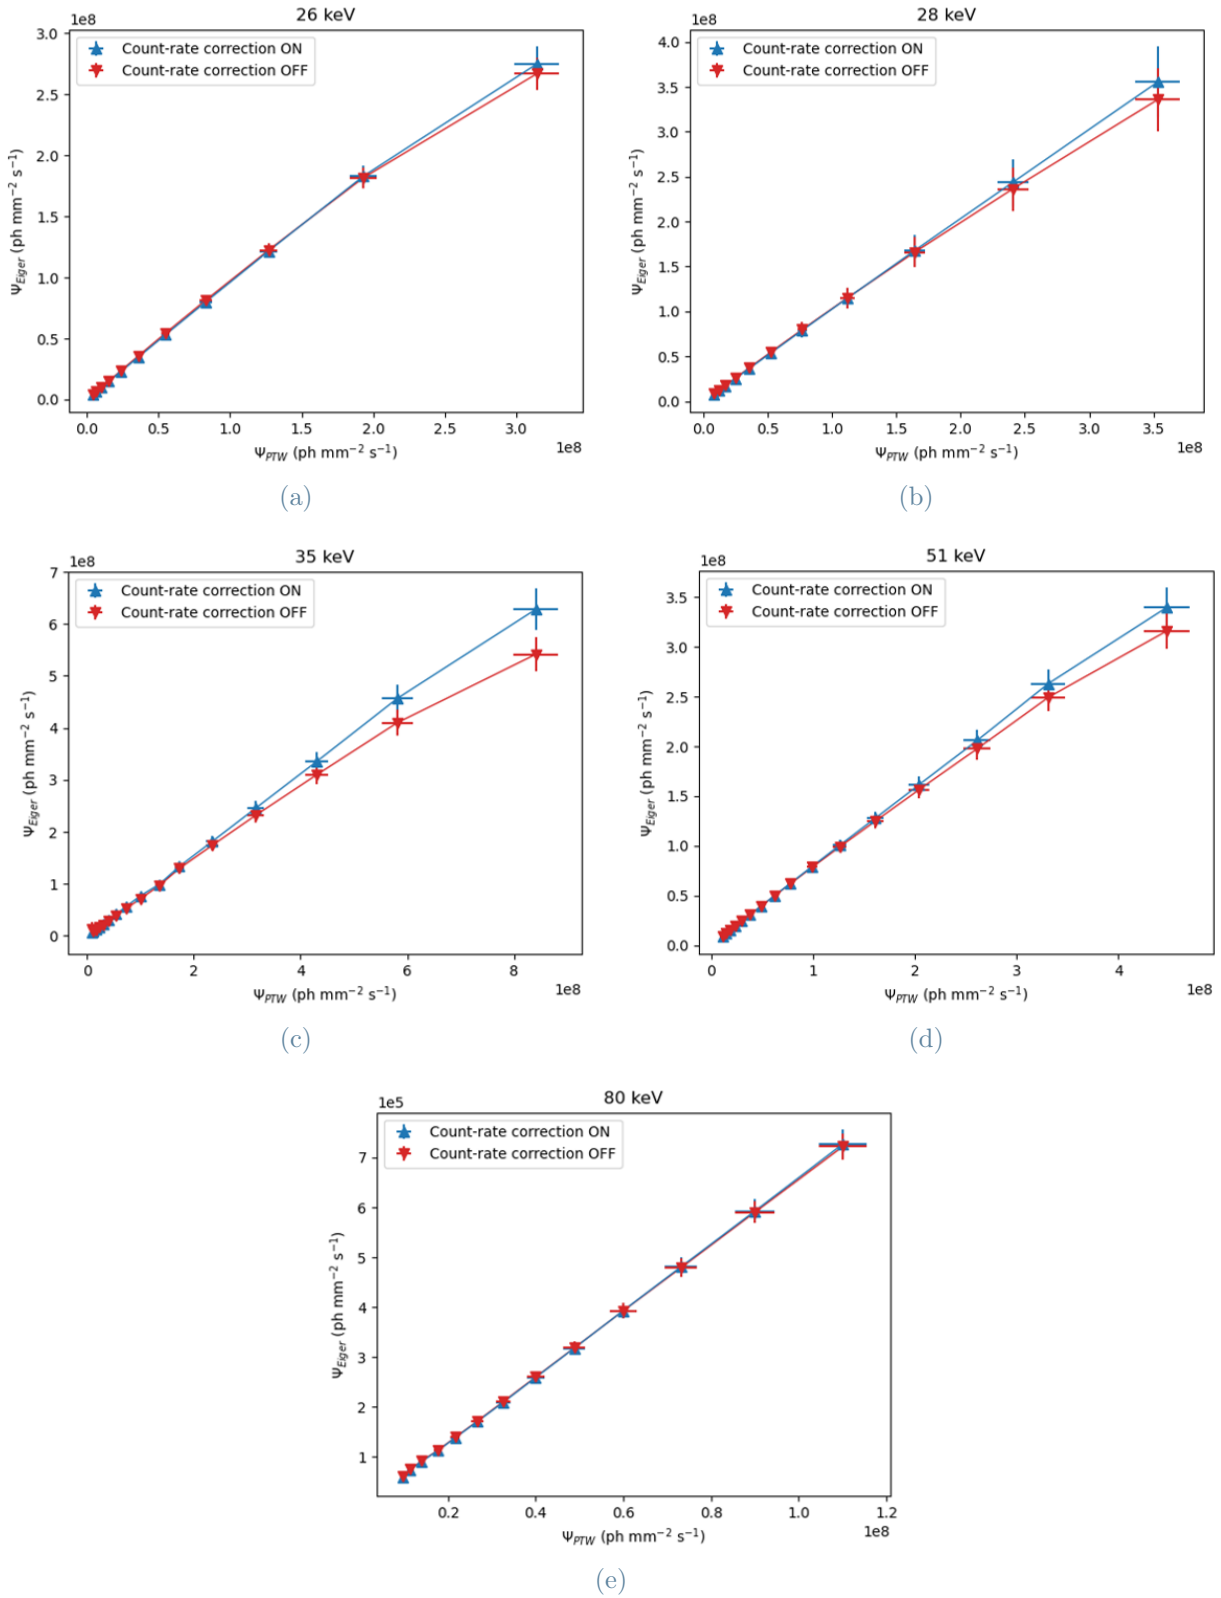 26 keV
1e8
Count-rate correction ON
Count-rate correction OFF
3.0
2.5
2.0
1.5
1.0
0.5
0.0
Ψ_Eiger (ph mm⁻² s⁻¹)
0.0 0.5 1.0 1.5 2.0 2.5 3.0
1e8
Ψ_PTW (ph mm⁻² s⁻¹)
(a)
28 keV
1e8
Count-rate correction ON
Count-rate correction OFF
4.0
3.5
3.0
2.5
2.0
1.5
1.0
0.5
0.0
Ψ_Eiger (ph mm⁻² s⁻¹)
0.0 0.5 1.0 1.5 2.0 2.5 3.0 3.5
1e8
Ψ_PTW (ph mm⁻² s⁻¹)
(b)
35 keV
1e8
Count-rate correction ON
Count-rate correction OFF
7
6
5
4
3
2
1
0
Ψ_Eiger (ph mm⁻² s⁻¹)
0 2 4 6 8
1e8
Ψ_PTW (ph mm⁻² s⁻¹)
(c)
51 keV
1e8
Count-rate correction ON
Count-rate correction OFF
3.5
3.0
2.5
2.0
1.5
1.0
0.5
0.0
Ψ_Eiger (ph mm⁻² s⁻¹)
0 1 2 3 4
1e8
Ψ_PTW (ph mm⁻² s⁻¹)
(d)
80 keV
1e5
Count-rate correction ON
Count-rate correction OFF
7
6
5
4
3
2
1
Ψ_Eiger (ph mm⁻² s⁻¹)
0.2 0.4 0.6 0.8 1.0 1.2
1e8
Ψ_PTW (ph mm⁻² s⁻¹)
(e)